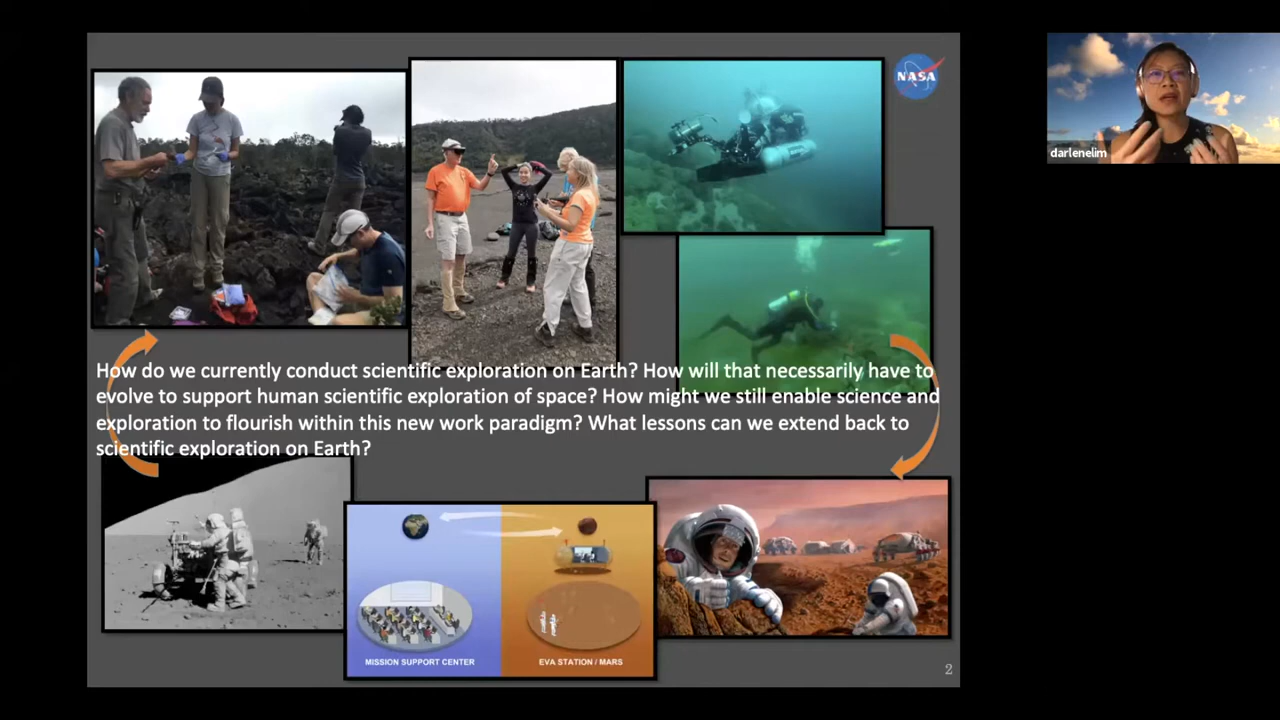 NASA
darlenelim
How do we currently conduct scientific exploration on Earth? How will that necessarily have to
evolve to support human scientific exploration of space? How might we still enable science and
exploration to flourish within this new work paradigm? What lessons can we extend back to
scientific exploration on Earth?
MISSION SUPPORT CENTER
EVA STATION / MARS
2